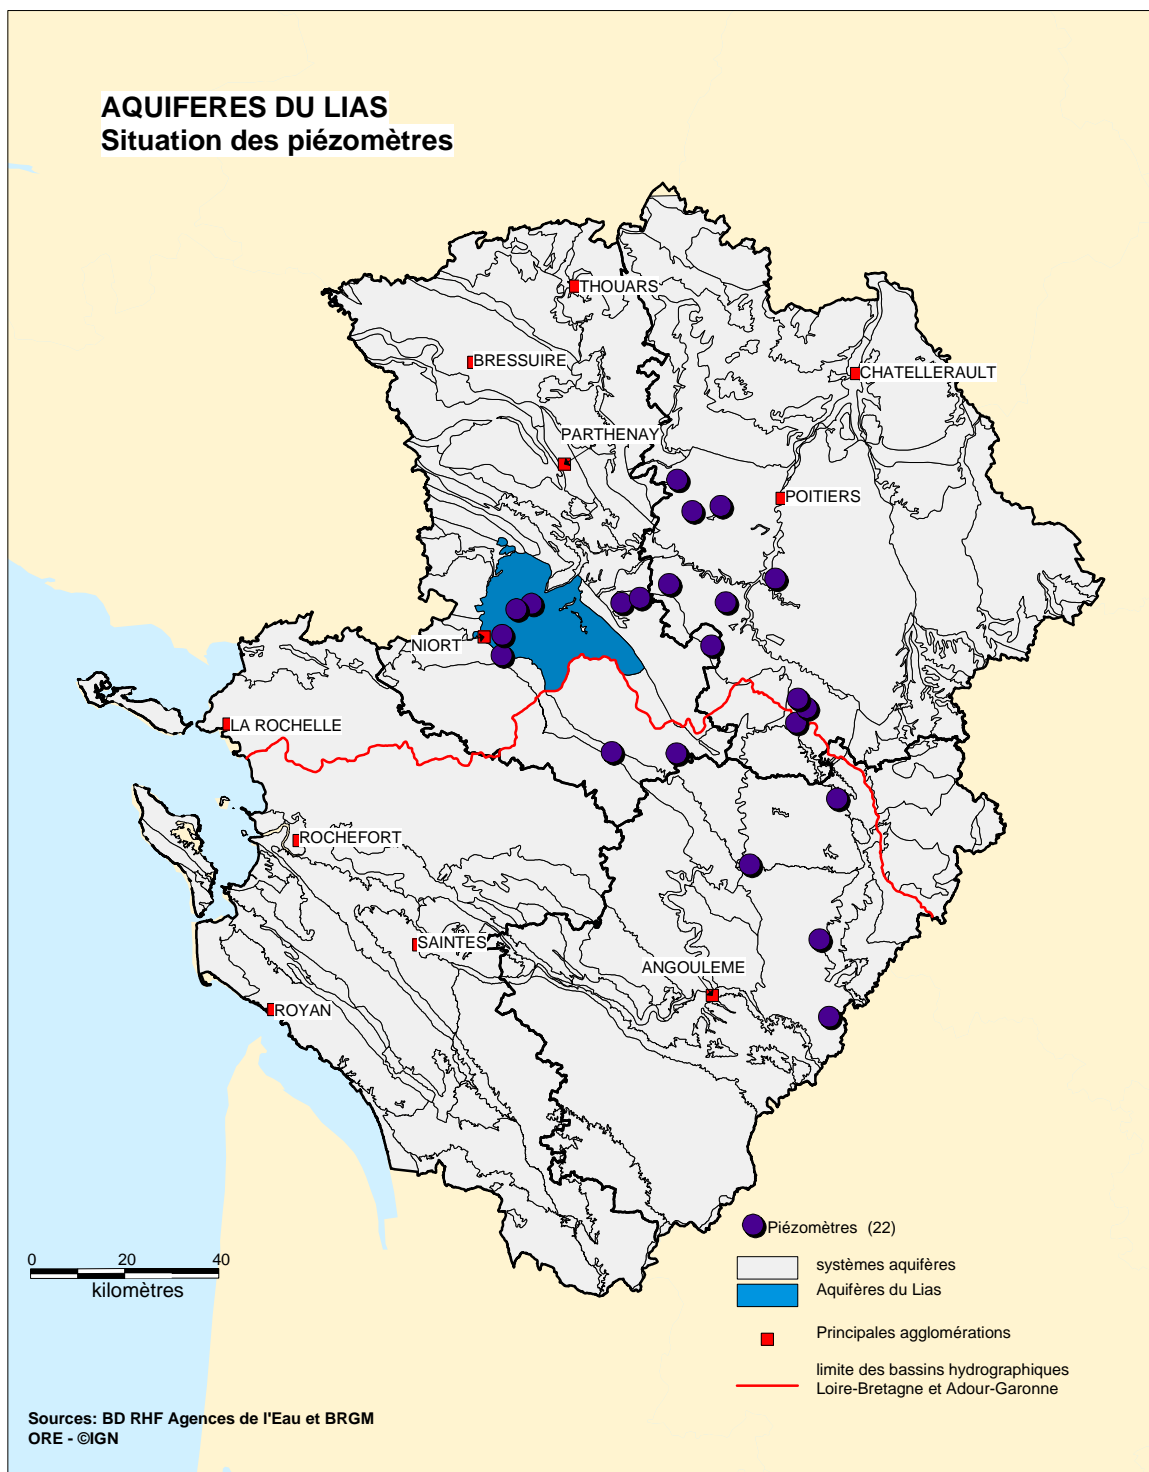 AQUIFERES DU LIAS
Situation des piézomètres
THOUARS
BRESSUIRE
CHATELLERAULT
PARTHENAY
POITIERS
NIORT
LA ROCHELLE
ROCHEFORT
SAINTES
ANGOULEME
ROYAN
Piézomètres (22)
0 20 40
kilomètres
systèmes aquifères
Aquifères du Lias
Principales agglomérations
limite des bassins hydrographiques
Loire-Bretagne et Adour-Garonne
Sources: BD RHF Agences de l'Eau et BRGM
ORE - ©IGN